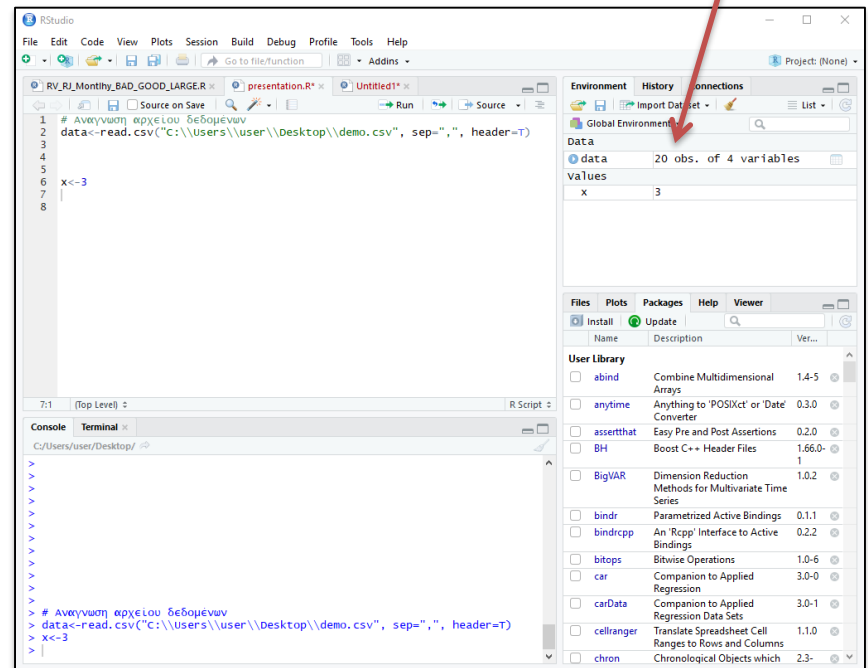 RStudio
File Edit Code View Plots Session Build Debug Profile Tools Help
Go to file/function Addins Project: (None)
RV_RJ_Montlhy_BAD_GOOD_LARGE.R presentation.R* Untitled1*
Source on Save Run Source
1 # Αναγνωση αρχείου δεδομένων
2 data<-read.csv("C:\\Users\\user\\Desktop\\demo.csv", sep=",", header=T)
3
4
5
6 x<-3
7
8
7:1 (Top Level) R Script
Console Terminal
C:/Users/user/Desktop/
>
>
>
>
>
>
>
>
>
>
>
>
> # Αναγνωση αρχείου δεδομένων
> data<-read.csv("C:\\Users\\user\\Desktop\\demo.csv", sep=",", header=T)
> x<-3
>
Environment History Connections
Import Dataset List
Global Environment
Data
data 20 obs. of 4 variables
Values
x 3
Files Plots Packages Help Viewer
Install Update
Name Description Ver...
User Library
abind Combine Multidimensional 1.4-5
Arrays
anytime Anything to 'POSIXct' or 'Date' 0.3.0
Converter
assertthat Easy Pre and Post Assertions 0.2.0
BH Boost C++ Header Files 1.66.0-
1
BigVAR Dimension Reduction 1.0.2
Methods for Multivariate Time
Series
bindr Parametrized Active Bindings 0.1.1
bindrcpp An 'Rcpp' Interface to Active 0.2.2
Bindings
bitops Bitwise Operations 1.0-6
car Companion to Applied 3.0-0
Regression
carData Companion to Applied 3.0-1
Regression Data Sets
cellranger Translate Spreadsheet Cell 1.1.0
Ranges to Rows and Columns
chron Chronological Objects which 2.3-